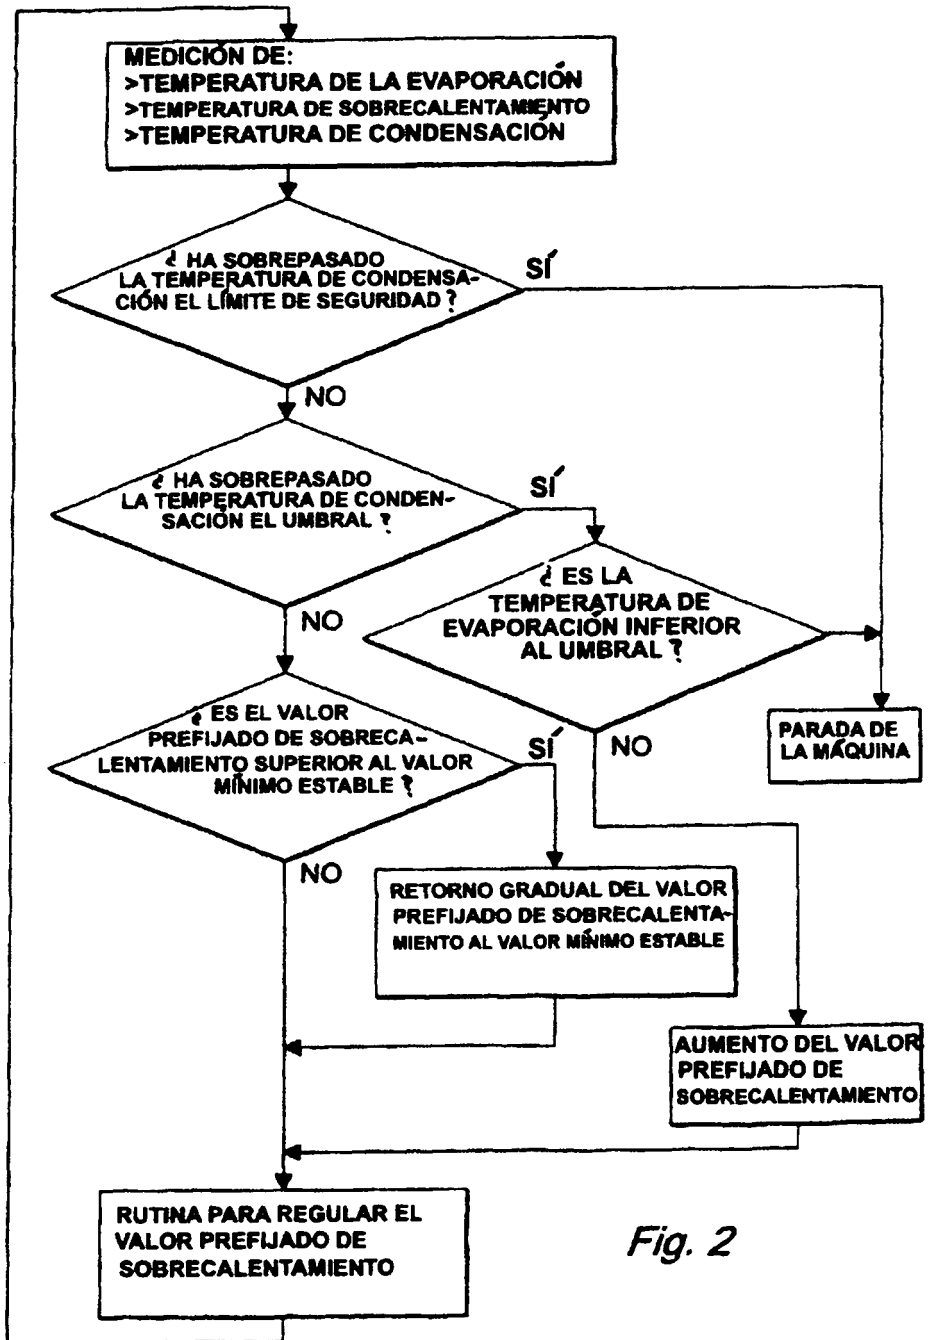 MEDICIÓN DE:
>TEMPERATURA DE LA EVAPORACIÓN
>TEMPERATURA DE SOBRECALENTAMIENTO
>TEMPERATURA DE CONDENSACIÓN
¿ HA SOBREPASADO
LA TEMPERATURA DE CONDENSA-
CIÓN EL LÍMITE DE SEGURIDAD ?
SÍ
NO
¿ HA SOBREPASADO
LA TEMPERATURA DE CONDEN-
SACIÓN EL UMBRAL ?
SÍ
NO
¿ ES LA
TEMPERATURA DE
EVAPORACIÓN INFERIOR
AL UMBRAL ?
NO
PARADA DE
LA MÁQUINA
¿ ES EL VALOR
PREFIJADO DE SOBRECA-
LENTAMIENTO SUPERIOR AL VALOR
MÍNIMO ESTABLE ?
SÍ
NO
RETORNO GRADUAL DEL VALOR
PREFIJADO DE SOBRECALENTA-
MIENTO AL VALOR MÍNIMO ESTABLE
AUMENTO DEL VALOR
PREFIJADO DE
SOBRECALENTAMIENTO
RUTINA PARA REGULAR EL
VALOR PREFIJADO DE
SOBRECALENTAMIENTO
Fig. 2